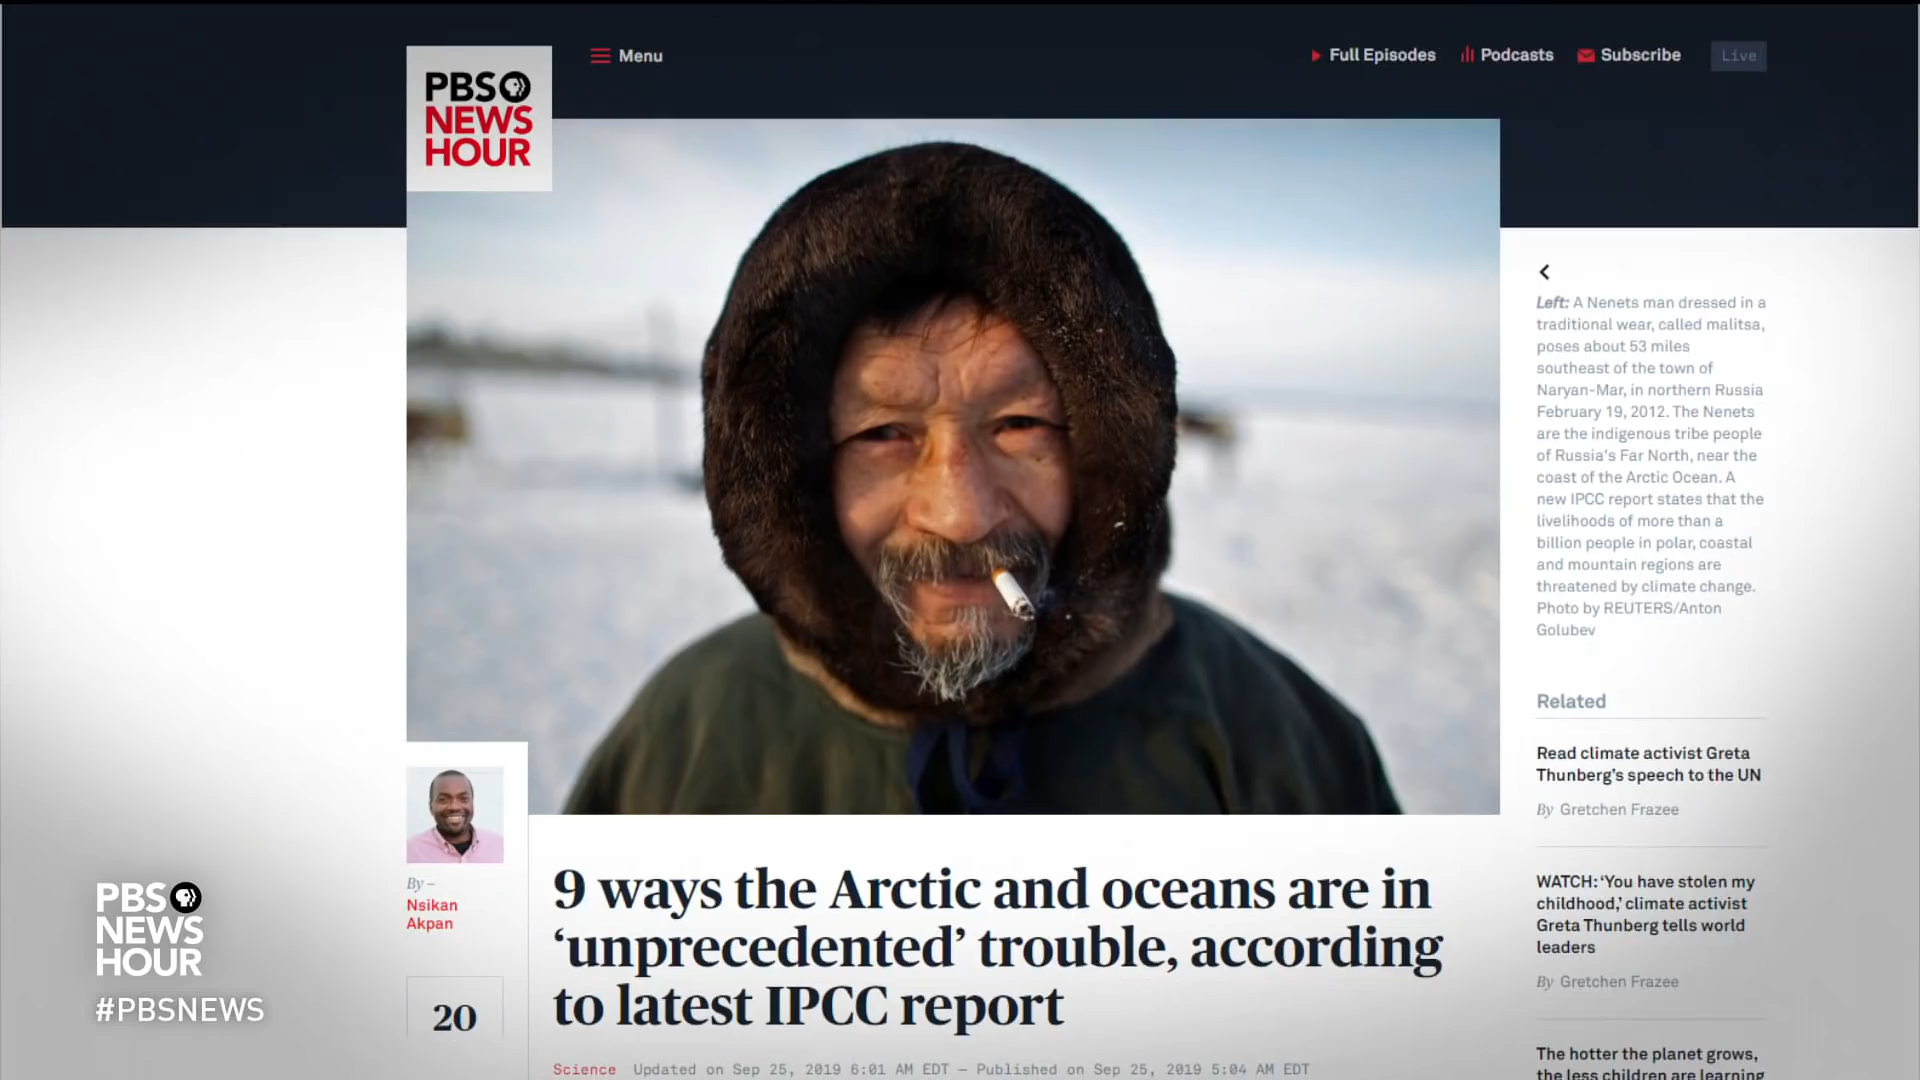 Menu
Full Episodes
Podcasts
Subscribe
Live
PBS
NEWS
HOUR
Left: A Nenets man dressed in a
traditional wear, called malitsa,
poses about 53 miles
southeast of the town of
Naryan-Mar, in northern Russia
February 19, 2012. The Nenets
are the indigenous tribe people
of Russia's Far North, near the
coast of the Arctic Ocean. A
new IPCC report states that the
livelihoods of more than a
billion people in polar, coastal
and mountain regions are
threatened by climate change.
Photo by REUTERS/Anton
Golubev
Related
Read climate activist Greta
Thunberg's speech to the UN
By Gretchen Frazee
WATCH: ‘You have stolen my
childhood,’ climate activist
Greta Thunberg tells world
leaders
By Gretchen Frazee
The hotter the planet grows,
the less children are learning
By –
Nsikan
Akpan
20
9 ways the Arctic and oceans are in
‘unprecedented’ trouble, according
to latest IPCC report
Science Updated on Sep 25, 2019 6:01 AM EDT – Published on Sep 25, 2019 5:04 AM EDT
PBS
NEWS
HOUR
#PBSNEWS